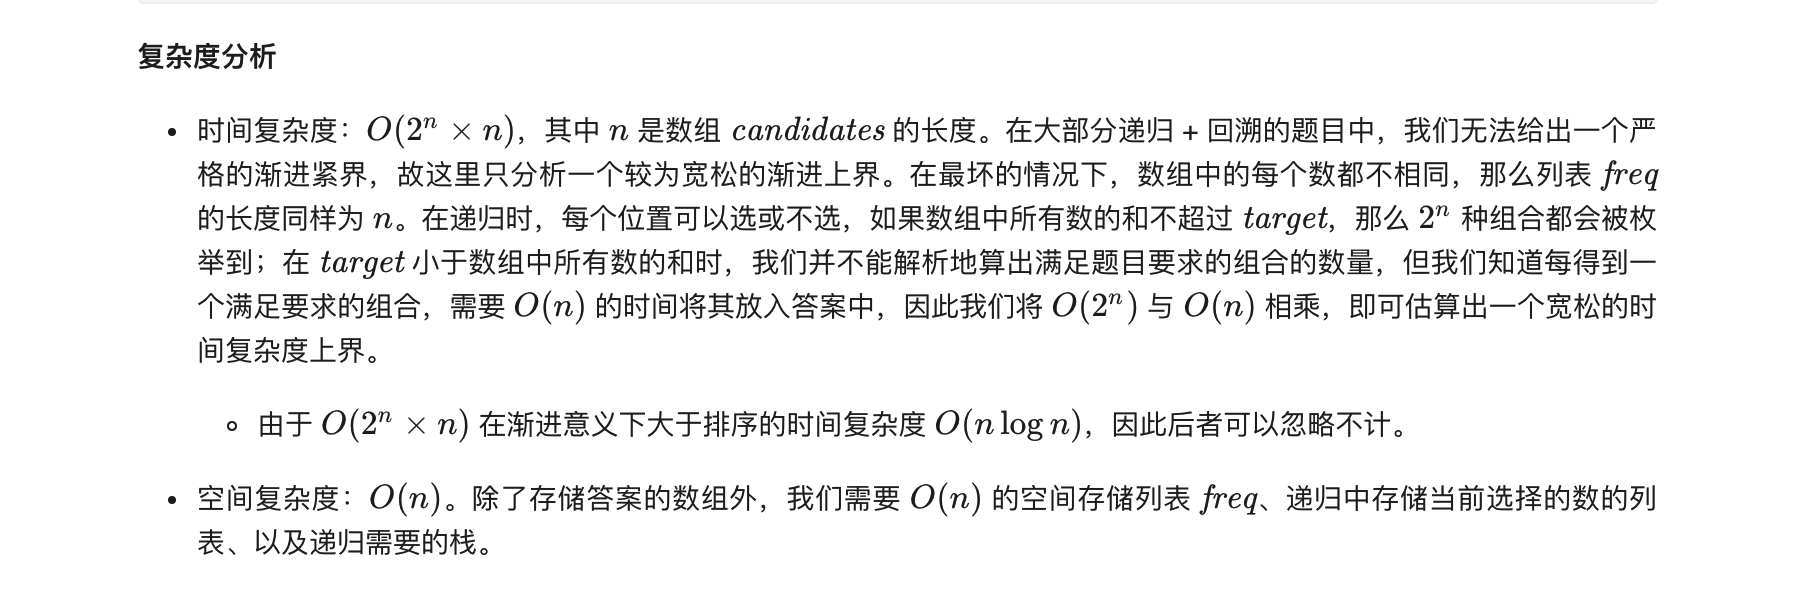 复杂度分析
• 时间复杂度：O(2ⁿ × n)，其中 n 是数组 candidates 的长度。在大部分递归 + 回溯的题目中，我们无法给出一个严
格的渐进紧界，故这里只分析一个较为宽松的渐进上界。在最坏的情况下，数组中的每个数都不相同，那么列表 freq
的长度同样为 n。在递归时，每个位置可以选或不选，如果数组中所有数的和不超过 target，那么 2ⁿ 种组合都会被枚
举到；在 target 小于数组中所有数的和时，我们并不能解析地算出满足题目要求的组合的数量，但我们知道每得到一
个满足要求的组合，需要 O(n) 的时间将其放入答案中，因此我们将 O(2ⁿ) 与 O(n) 相乘，即可估算出一个宽松的时
间复杂度上界。
◦ 由于 O(2ⁿ × n) 在渐进意义下大于排序的时间复杂度 O(n log n)，因此后者可以忽略不计。
• 空间复杂度：O(n)。除了存储答案的数组外，我们需要 O(n) 的空间存储列表 freq、递归中存储当前选择的数的列
表、以及递归需要的栈。